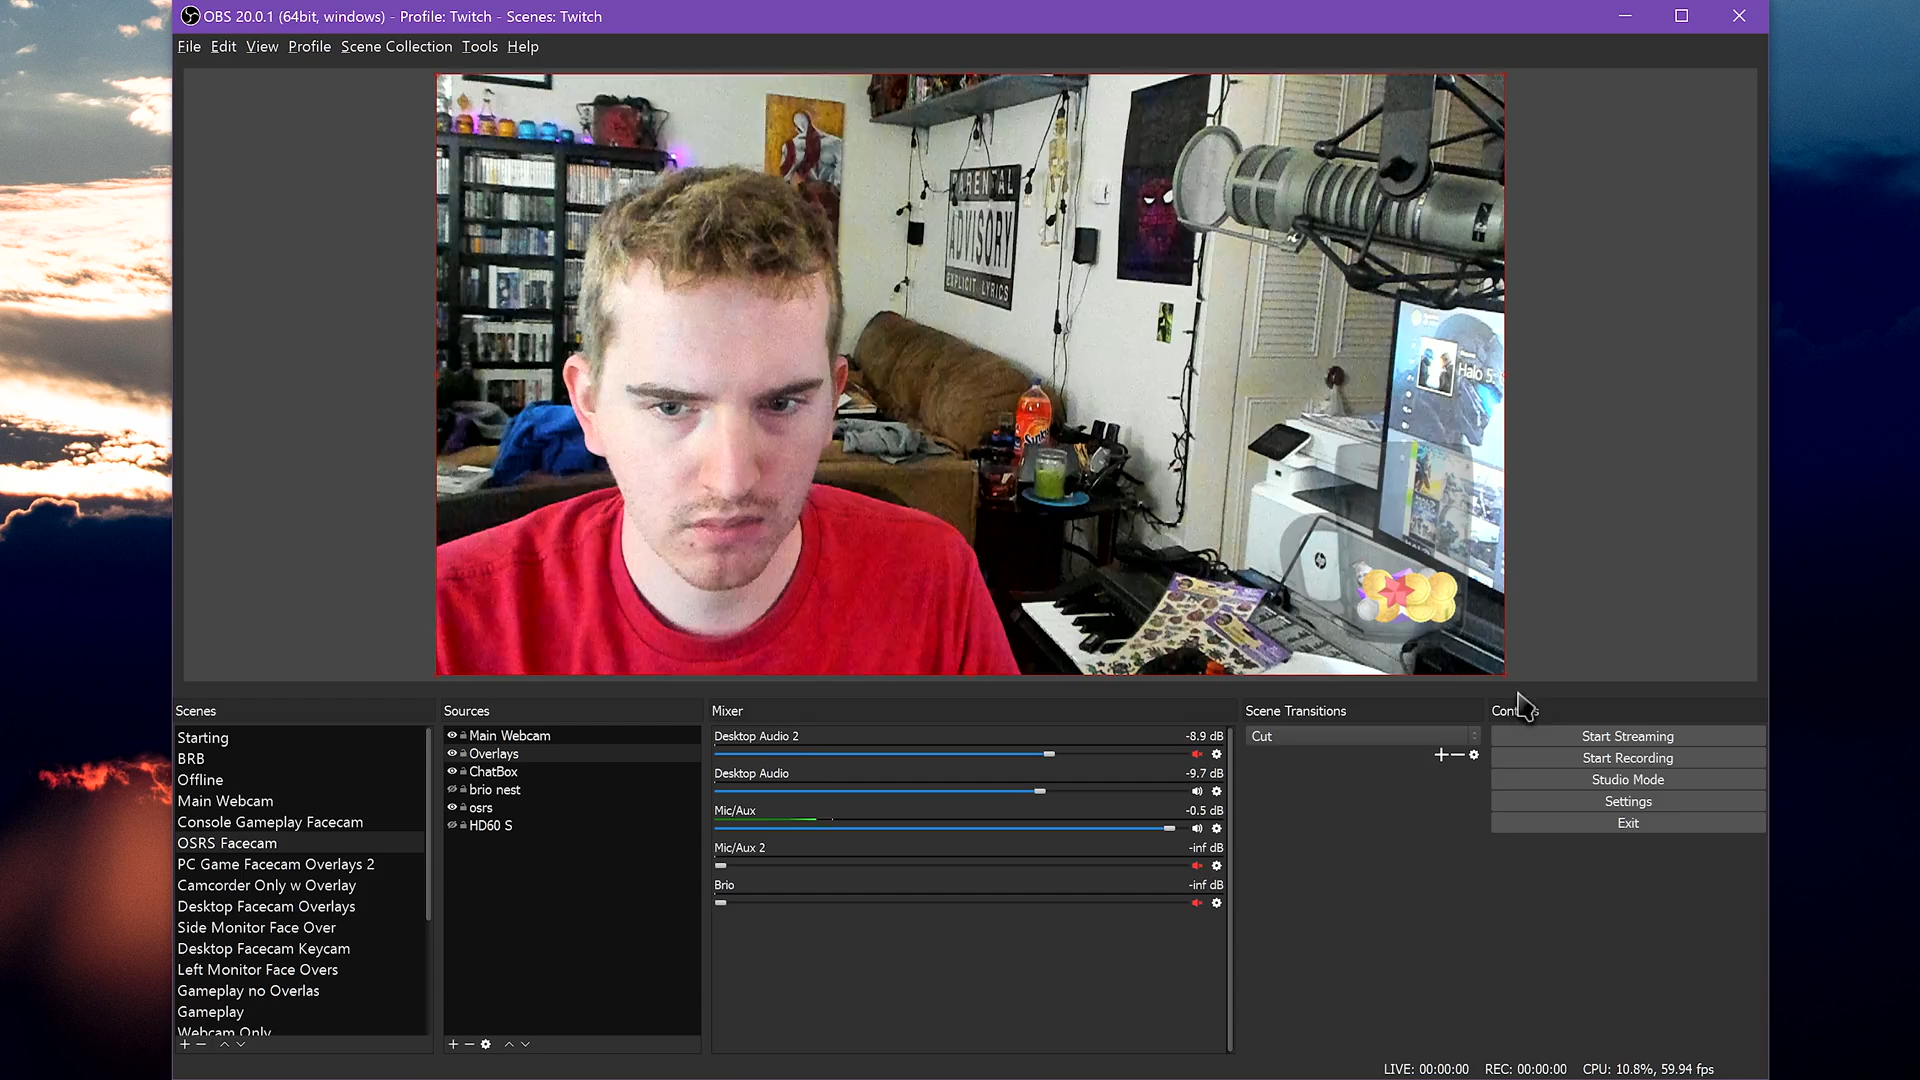 OBS 20.0.1 (64bit, windows) - Profile: Twitch - Scenes: Twitch
File Edit View Profile Scene Collection Tools Help
PARENTAL
ADVISORY
EXPLICIT LYRICS
Halo 5:
Sunkist
hp
Scenes
Starting
BRB
Offline
Main Webcam
Console Gameplay Facecam
OSRS Facecam
PC Game Facecam Overlays 2
Camcorder Only w Overlay
Desktop Facecam Overlays
Side Monitor Face Over
Desktop Facecam Keycam
Left Monitor Face Overs
Gameplay no Overlas
Gameplay
Webcam Only
Sources
Main Webcam
Overlays
ChatBox
brio nest
osrs
HD60 S
Mixer
Desktop Audio 2 -8.9 dB
Desktop Audio -9.7 dB
Mic/Aux -0.5 dB
Mic/Aux 2 -inf dB
Brio -inf dB
Scene Transitions
Cut
Start Streaming
Start Recording
Studio Mode
Settings
Exit
LIVE: 00:00:00 REC: 00:00:00 CPU: 10.8%, 59.94 fps